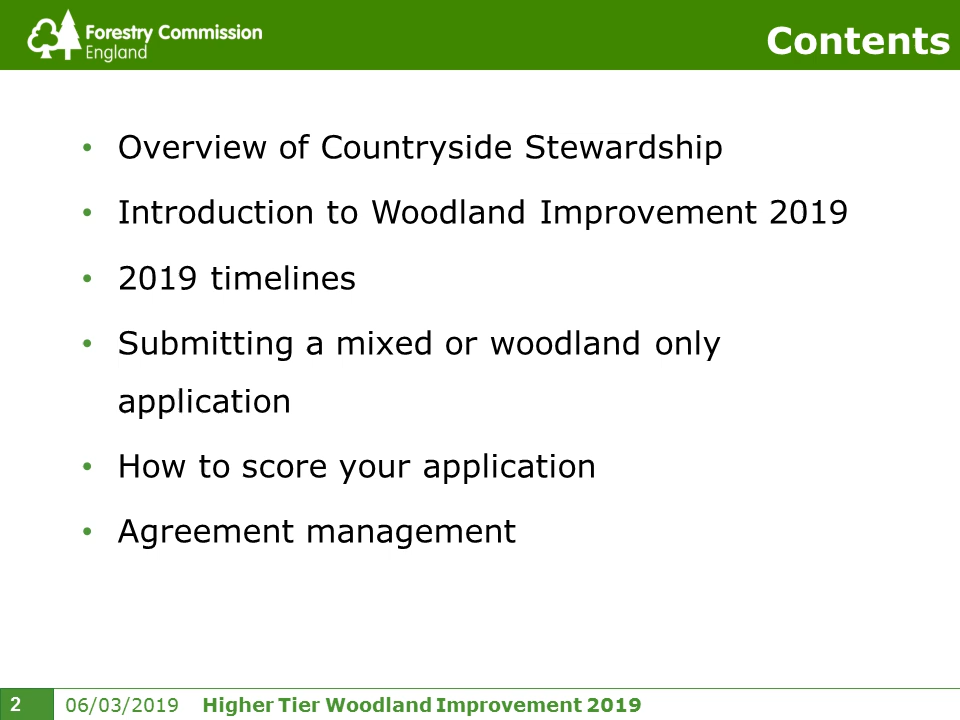 Forestry Commission
England
Contents
• Overview of Countryside Stewardship
• Introduction to Woodland Improvement 2019
• 2019 timelines
• Submitting a mixed or woodland only
application
• How to score your application
• Agreement management
2 06/03/2019 Higher Tier Woodland Improvement 2019